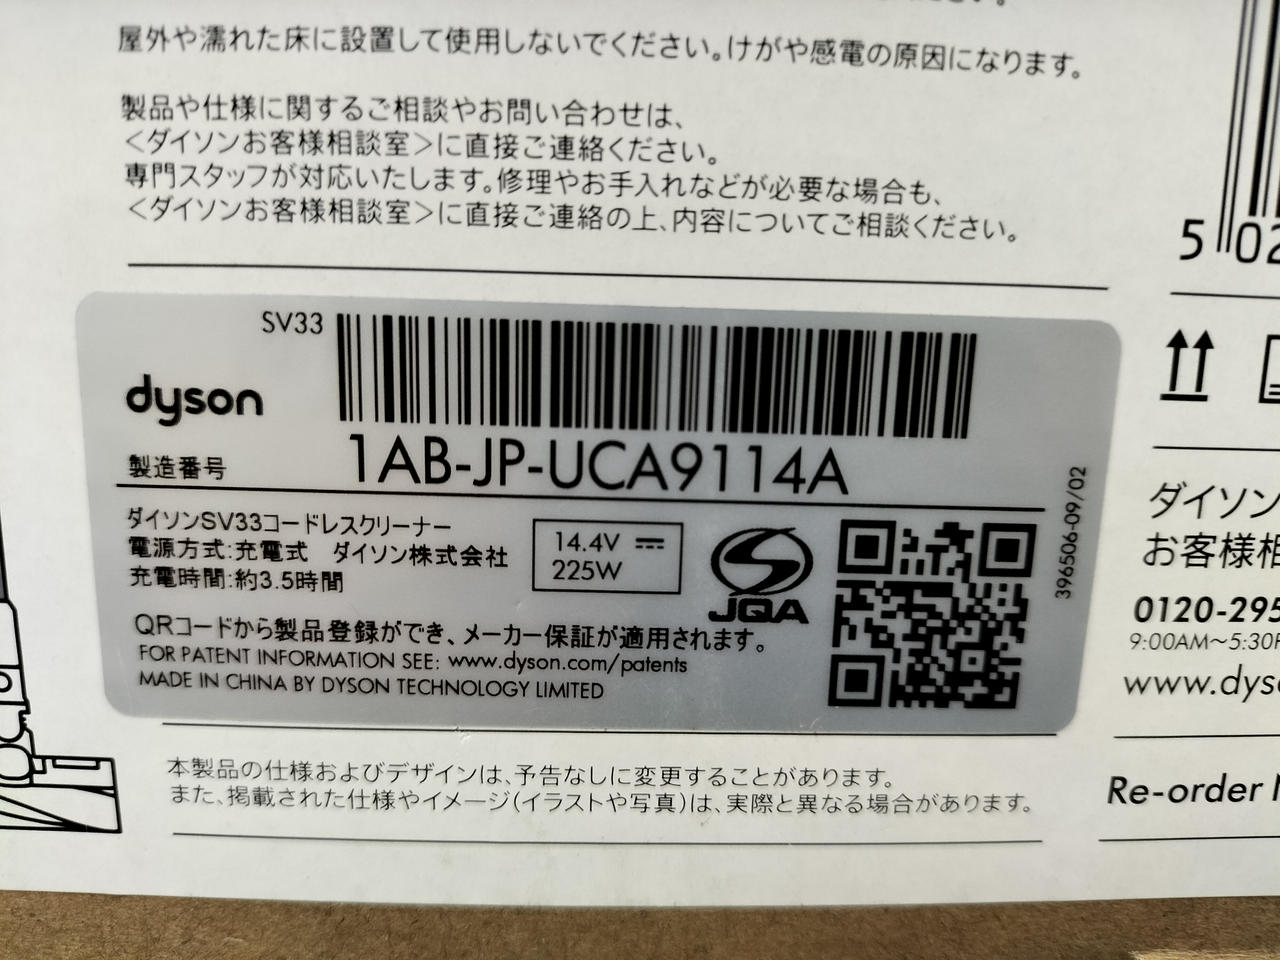 屋外や濡れた床に設置して使用しないでください。けがや感電の原因になります。
製品や仕様に関するご相談やお問い合わせは、
＜ダイソンお客様相談室＞に直接ご連絡ください。
専門スタッフが対応いたします。修理やお手入れなどが必要な場合も、
＜ダイソンお客様相談室＞に直接ご連絡の上、内容についてご相談ください。
5 02
SV33
dyson
製造番号 1AB-JP-UCA9114A
ダイソンSV33コードレスクリーナー
電源方式:充電式 ダイソン株式会社
充電時間:約3.5時間
14.4V
225W
JQA
396506-09/02
QRコードから製品登録ができ、メーカー保証が適用されます。
FOR PATENT INFORMATION SEE: www.dyson.com/patents
MADE IN CHINA BY DYSON TECHNOLOGY LIMITED
本製品の仕様およびデザインは、予告なしに変更することがあります。
また、掲載された仕様やイメージ(イラストや写真)は、実際と異なる場合があります。
ダイソン
お客様相
0120-295
9:00AM～5:30P
www.dys
Re-order